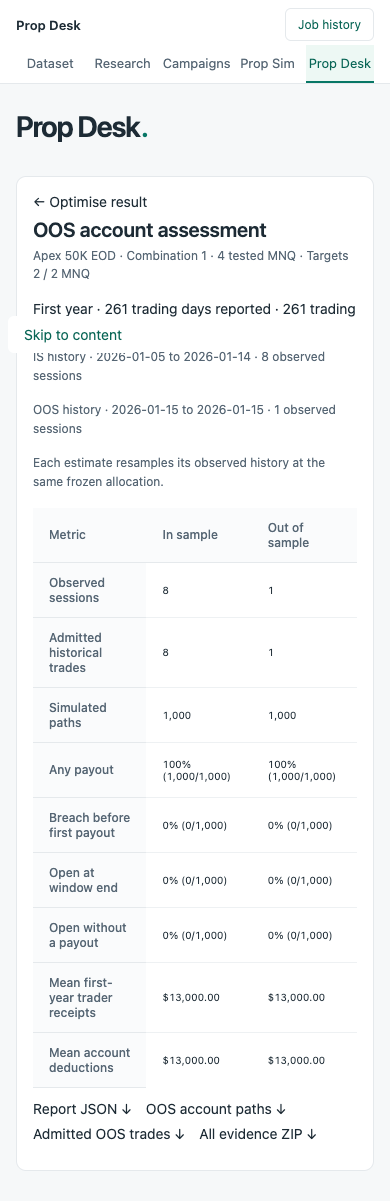 Prop Desk
Job history
Dataset Research Campaigns Prop Sim Prop Desk
Prop Desk.
← Optimise result
OOS account assessment
Apex 50K EOD · Combination 1 · 4 tested MNQ · Targets
2 / 2 MNQ
First year · 261 trading days reported · 261 trading
Skip to content
IS history · 2026-01-05 to 2026-01-14 · 8 observed
sessions
OOS history · 2026-01-15 to 2026-01-15 · 1 observed
sessions
Each estimate resamples its observed history at the
same frozen allocation.
Metric In sample Out of
sample
Observed
sessions 8 1
Admitted
historical
trades 8 1
Simulated
paths 1,000 1,000
Any payout 100%
(1,000/1,000) 100%
(1,000/1,000)
Breach before
first payout 0% (0/1,000) 0% (0/1,000)
Open at
window end 0% (0/1,000) 0% (0/1,000)
Open without
a payout 0% (0/1,000) 0% (0/1,000)
Mean first-
year trader
receipts $13,000.00 $13,000.00
Mean account
deductions $13,000.00 $13,000.00
Report JSON ↓ OOS account paths ↓
Admitted OOS trades ↓ All evidence ZIP ↓